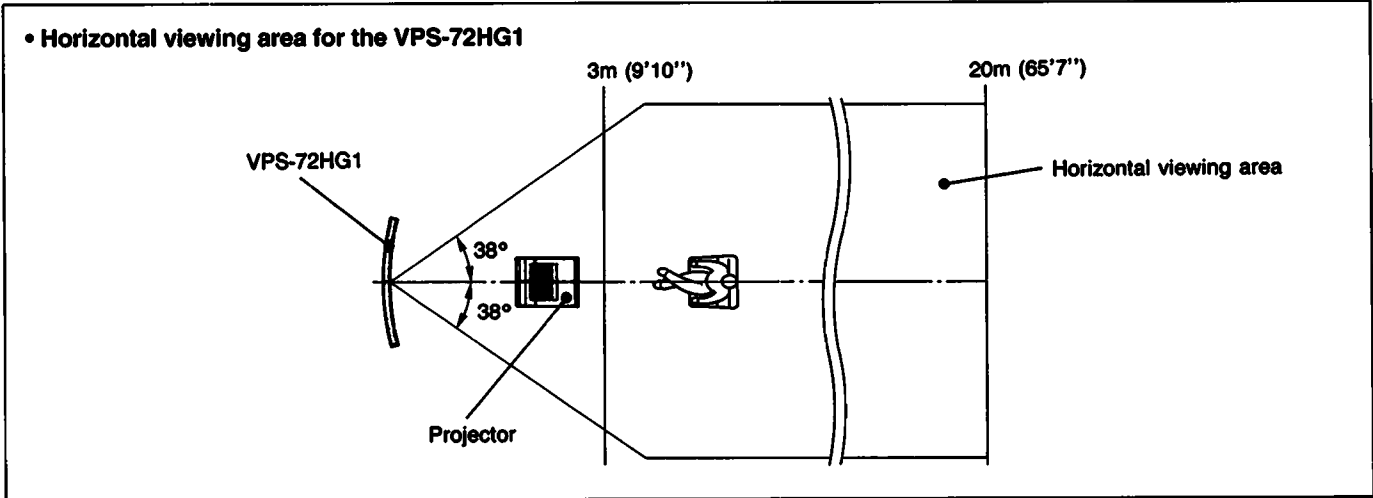 • Horizontal viewing area for the VPS-72HG1
3m (9'10'')
20m (65'7'')
VPS-72HG1
Horizontal viewing area
38°
38°
Projector